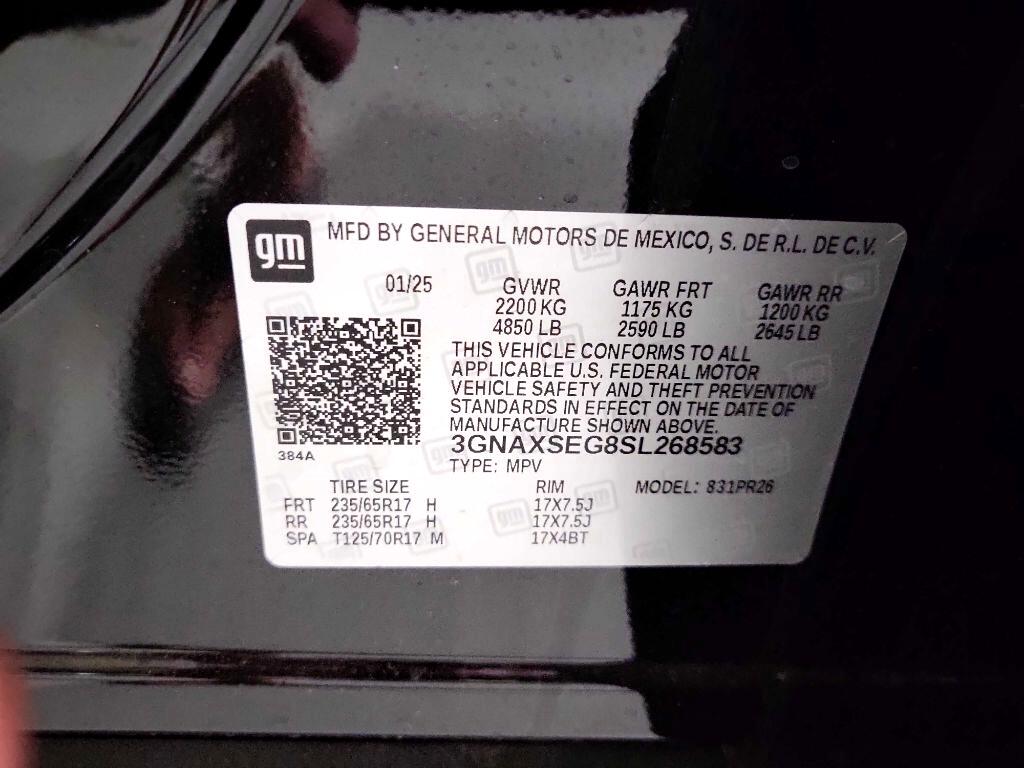 gm MFD BY GENERAL MOTORS DE MEXICO, S. DE R.L. DE C.V.
01/25 GVWR GAWR FRT GAWR RR
2200 KG 1175 KG 1200 KG
4850 LB 2590 LB 2645 LB
THIS VEHICLE CONFORMS TO ALL
APPLICABLE U.S. FEDERAL MOTOR
VEHICLE SAFETY AND THEFT PREVENTION
STANDARDS IN EFFECT ON THE DATE OF
MANUFACTURE SHOWN ABOVE.
3GNAXSEG8SL268583
384A
TYPE: MPV
TIRE SIZE RIM MODEL: 831PR26
FRT 235/65R17 H 17X7.5J
RR 235/65R17 H 17X7.5J
SPA T125/70R17 M 17X4BT